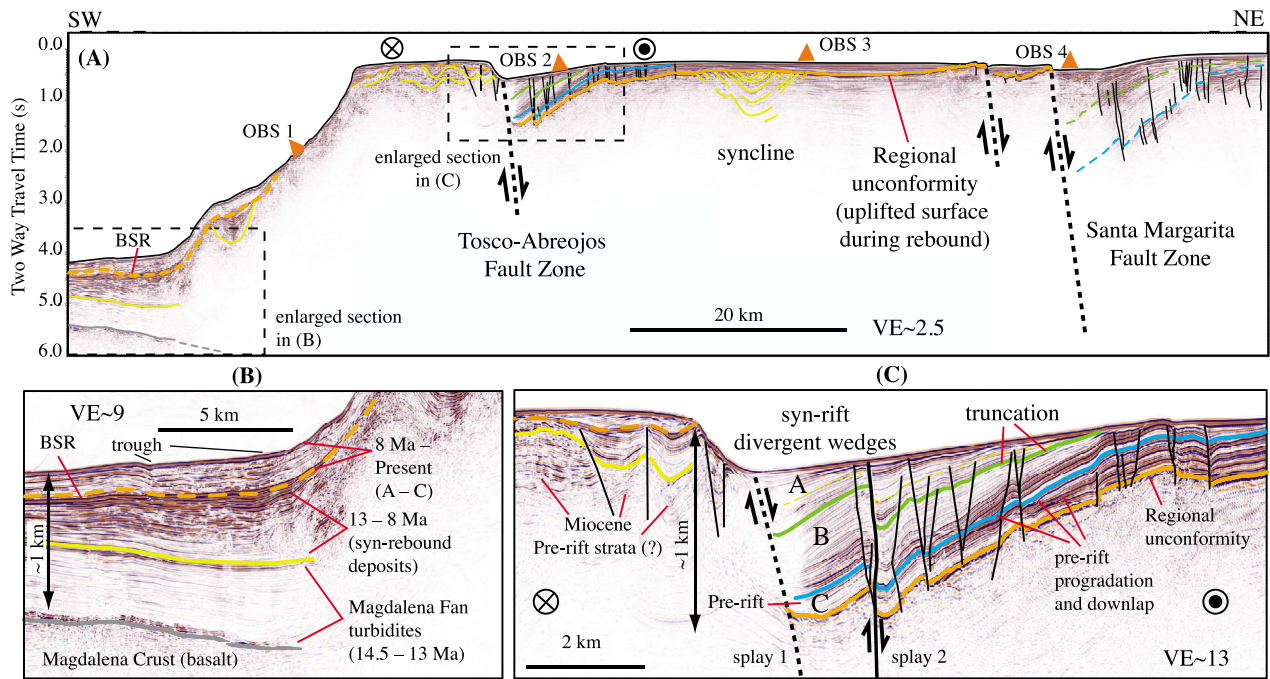 SW
NE
(A)
0.0
1.0
2.0
3.0
4.0
5.0
6.0
Two Way Travel Time (s)
OBS 1
OBS 2
OBS 3
OBS 4
enlarged section
in (C)
syncline
Regional
unconformity
(uplifted surface
during rebound)
Tosco-Abreojos
Fault Zone
Santa Margarita
Fault Zone
BSR
enlarged section
in (B)
20 km
VE~2.5
(B)
VE~9
5 km
BSR
trough
8 Ma –
Present
(A – C)
13 – 8 Ma
(syn-rebound
deposits)
~1 km
Magdalena Fan
turbidites
(14.5 – 13 Ma)
Magdalena Crust (basalt)
(C)
syn-rift
divergent wedges
truncation
A
B
C
Miocene
Pre-rift strata (?)
~1 km
Regional
unconformity
pre-rift
progradation
and downlap
Pre-rift
2 km
splay 1
splay 2
VE~13